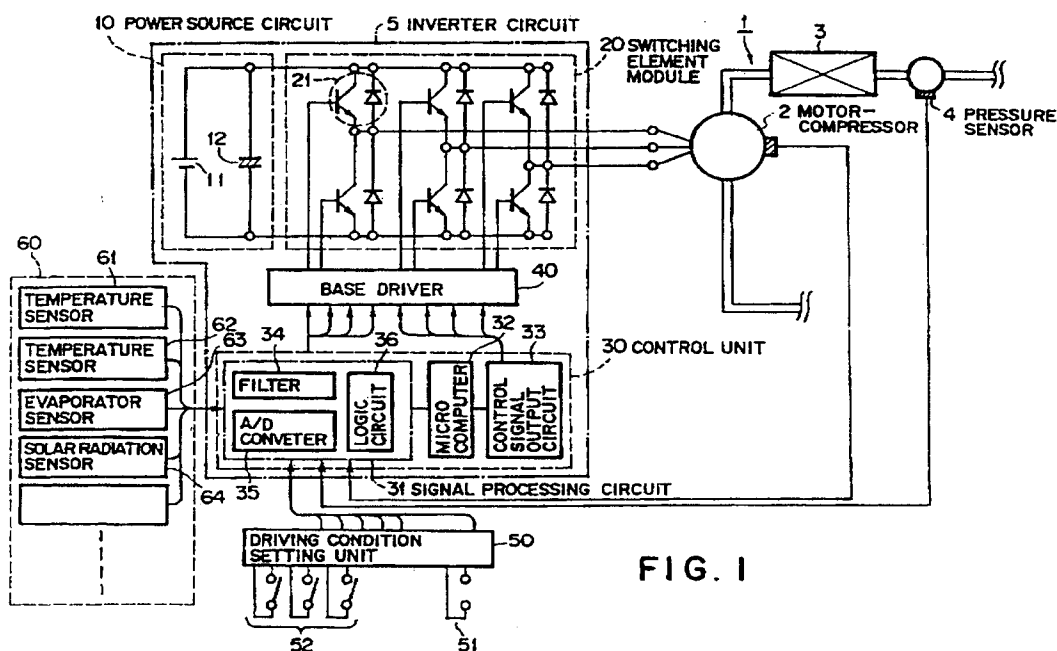 10 POWER SOURCE CIRCUIT
5 INVERTER CIRCUIT
20 SWITCHING
ELEMENT
MODULE
1
3
21
2 MOTOR-
COMPRESSOR
4 PRESSURE
SENSOR
12
11
60
61
TEMPERATURE
SENSOR
62
TEMPERATURE
SENSOR
63
EVAPORATOR
SENSOR
SOLAR RADIATION
SENSOR
64
BASE DRIVER
40
34
36
32
33
30 CONTROL UNIT
FILTER
A/D
CONVETER
35
LOGIC
CIRCUIT
MICRO
COMPUTER
CONTROL
SIGNAL
OUTPUT
CIRCUIT
31 SIGNAL PROCESSING CIRCUIT
DRIVING CONDITION
SETTING UNIT
50
52
51
FIG. 1